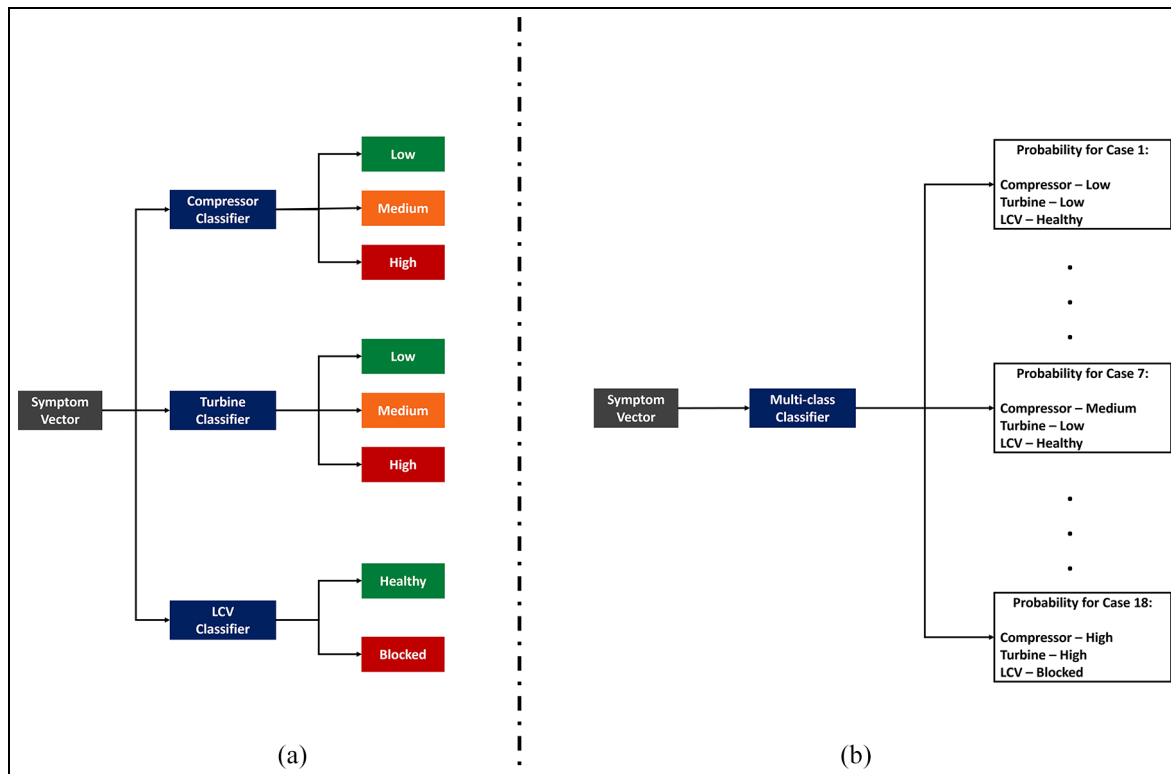 Symptom
Vector
Compressor
Classifier
Low
Medium
High
Turbine
Classifier
Low
Medium
High
LCV
Classifier
Healthy
Blocked
(a)
Symptom
Vector
Multi-class
Classifier
Probability for Case 1:
Compressor – Low
Turbine – Low
LCV – Healthy
Probability for Case 7:
Compressor – Medium
Turbine – Low
LCV – Healthy
Probability for Case 18:
Compressor – High
Turbine – High
LCV – Blocked
(b)